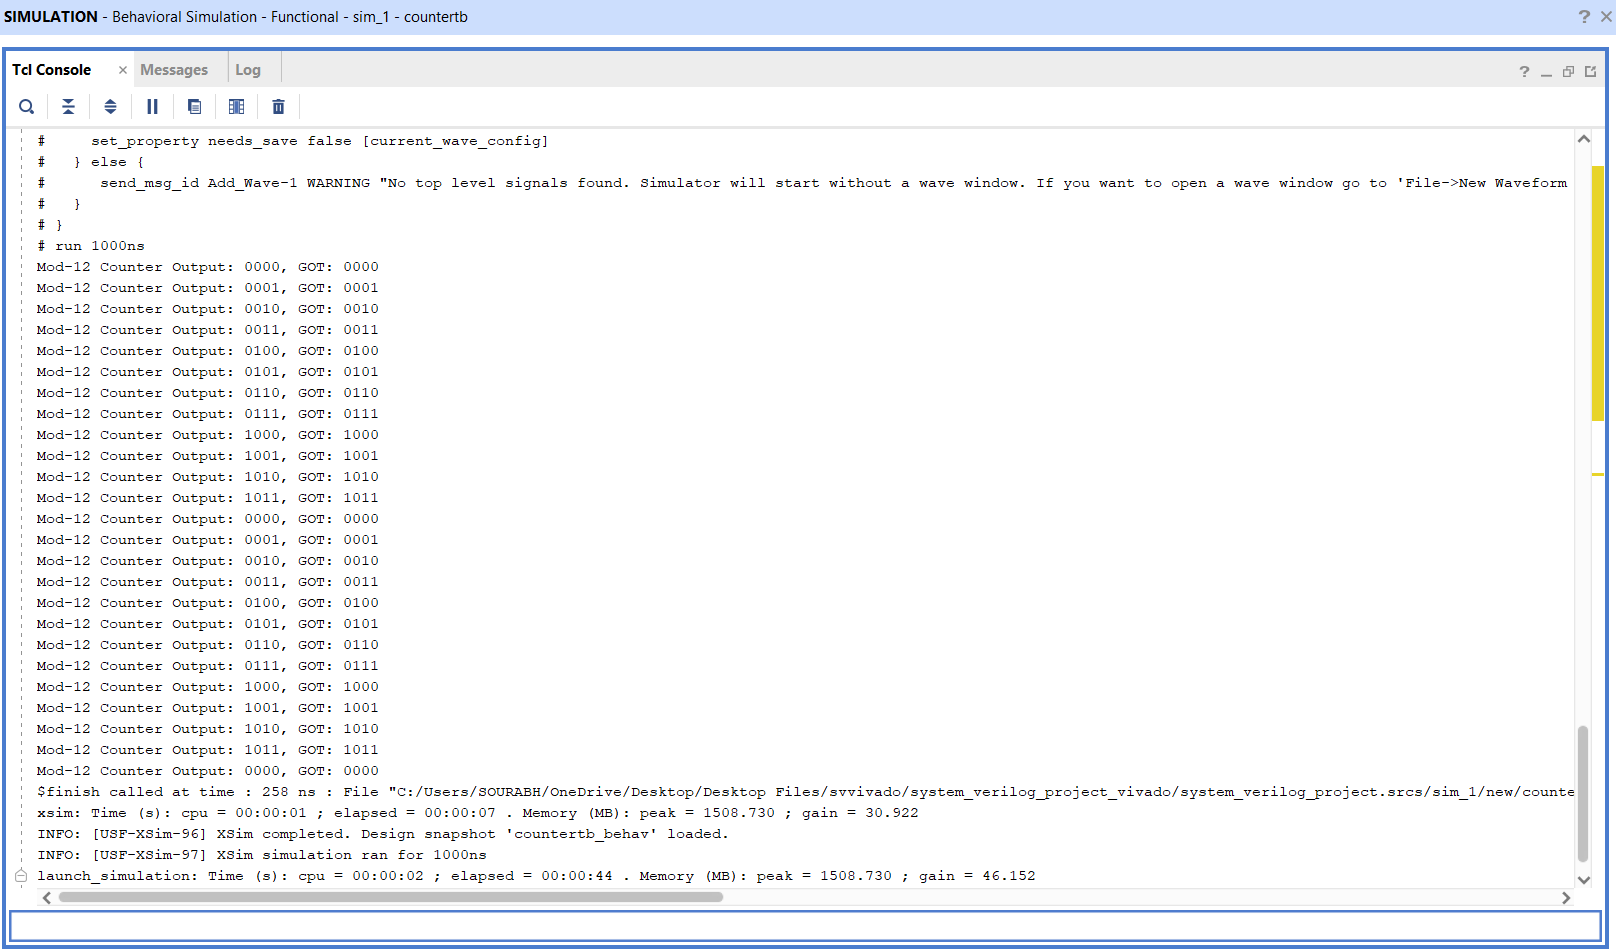 SIMULATION - Behavioral Simulation - Functional - sim_1 - countertb
Tcl Console
Messages
Log
#     set_property needs_save false [current_wave_config]
#   } else {
#      send_msg_id Add_Wave-1 WARNING "No top level signals found. Simulator will start without a wave window. If you want to open a wave window go to 'File->New Waveform
#   }
# }
# run 1000ns
Mod-12 Counter Output: 0000, GOT: 0000
Mod-12 Counter Output: 0001, GOT: 0001
Mod-12 Counter Output: 0010, GOT: 0010
Mod-12 Counter Output: 0011, GOT: 0011
Mod-12 Counter Output: 0100, GOT: 0100
Mod-12 Counter Output: 0101, GOT: 0101
Mod-12 Counter Output: 0110, GOT: 0110
Mod-12 Counter Output: 0111, GOT: 0111
Mod-12 Counter Output: 1000, GOT: 1000
Mod-12 Counter Output: 1001, GOT: 1001
Mod-12 Counter Output: 1010, GOT: 1010
Mod-12 Counter Output: 1011, GOT: 1011
Mod-12 Counter Output: 0000, GOT: 0000
Mod-12 Counter Output: 0001, GOT: 0001
Mod-12 Counter Output: 0010, GOT: 0010
Mod-12 Counter Output: 0011, GOT: 0011
Mod-12 Counter Output: 0100, GOT: 0100
Mod-12 Counter Output: 0101, GOT: 0101
Mod-12 Counter Output: 0110, GOT: 0110
Mod-12 Counter Output: 0111, GOT: 0111
Mod-12 Counter Output: 1000, GOT: 1000
Mod-12 Counter Output: 1001, GOT: 1001
Mod-12 Counter Output: 1010, GOT: 1010
Mod-12 Counter Output: 1011, GOT: 1011
Mod-12 Counter Output: 0000, GOT: 0000
$finish called at time : 258 ns : File "C:/Users/SOURABH/OneDrive/Desktop/Desktop Files/svvivado/system_verilog_project_vivado/system_verilog_project.srcs/sim_1/new/counte
xsim: Time (s): cpu = 00:00:01 ; elapsed = 00:00:07 . Memory (MB): peak = 1508.730 ; gain = 30.922
INFO: [USF-XSim-96] XSim completed. Design snapshot 'countertb_behav' loaded.
INFO: [USF-XSim-97] XSim simulation ran for 1000ns
launch_simulation: Time (s): cpu = 00:00:02 ; elapsed = 00:00:44 . Memory (MB): peak = 1508.730 ; gain = 46.152